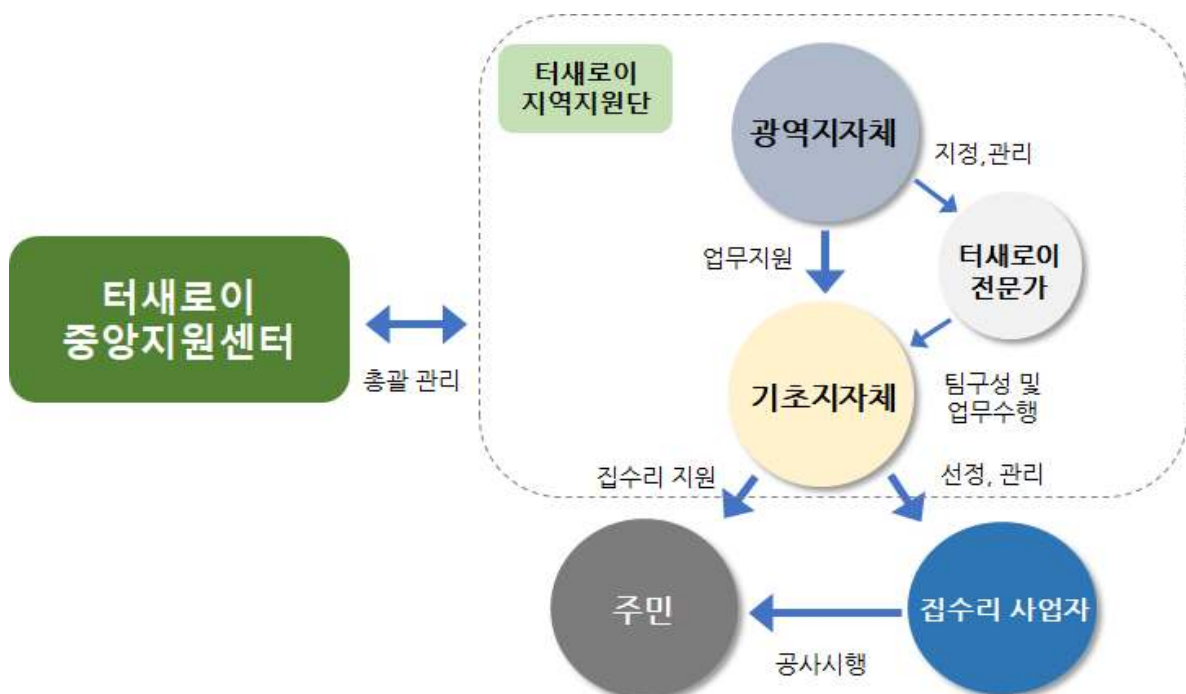 터새로이
지역지원단
광역지자체
지정,관리
업무지원
터새로이
전문가
터새로이
중앙지원센터
총괄 관리
기초지자체
팀구성 및
업무수행
집수리 지원
선정, 관리
주민
집수리 사업자
공사시행